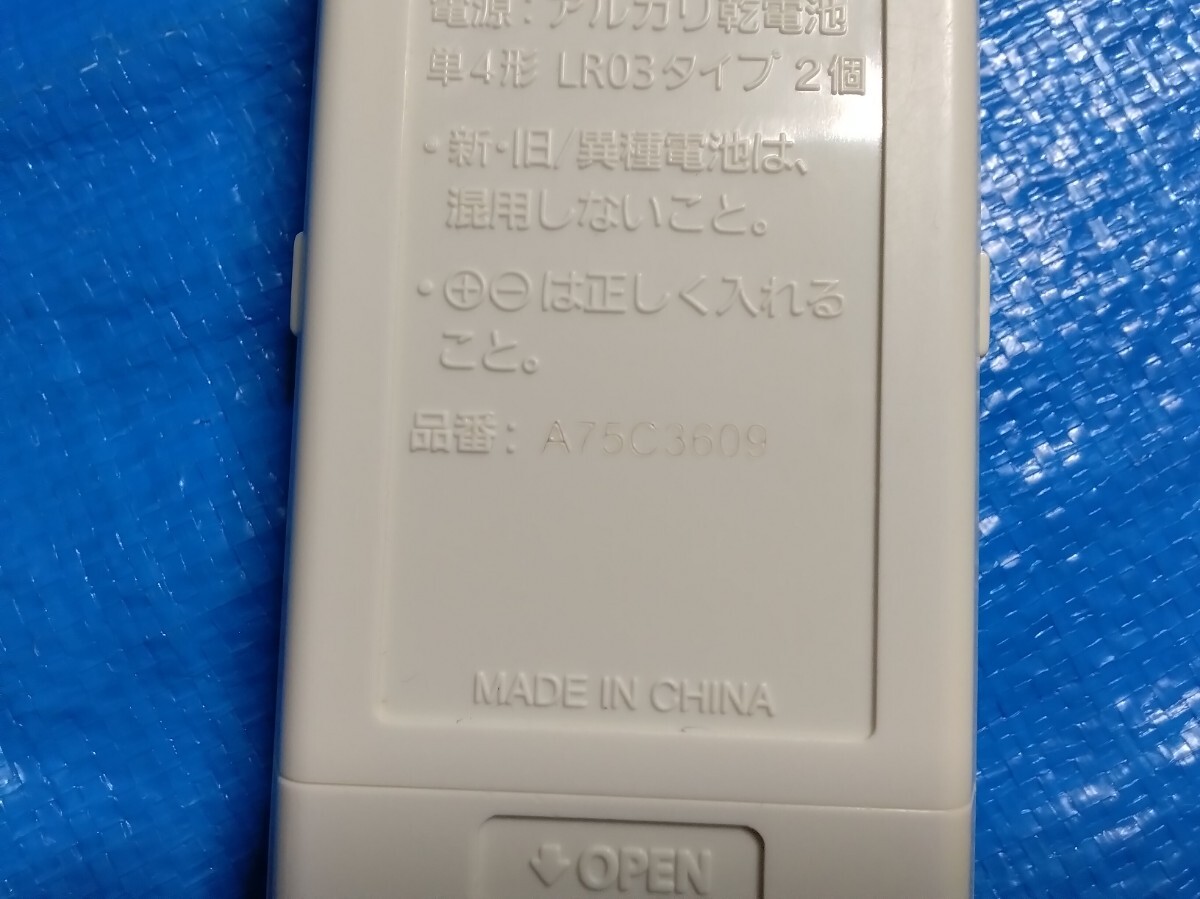 電源:アルカリ乾電池
単4形 LR03タイプ 2個
・新・旧/異種電池は、
混用しないこと。
・⊕⊖は正しく入れる
こと。
品番: A75C3609
MADE IN CHINA
OPEN